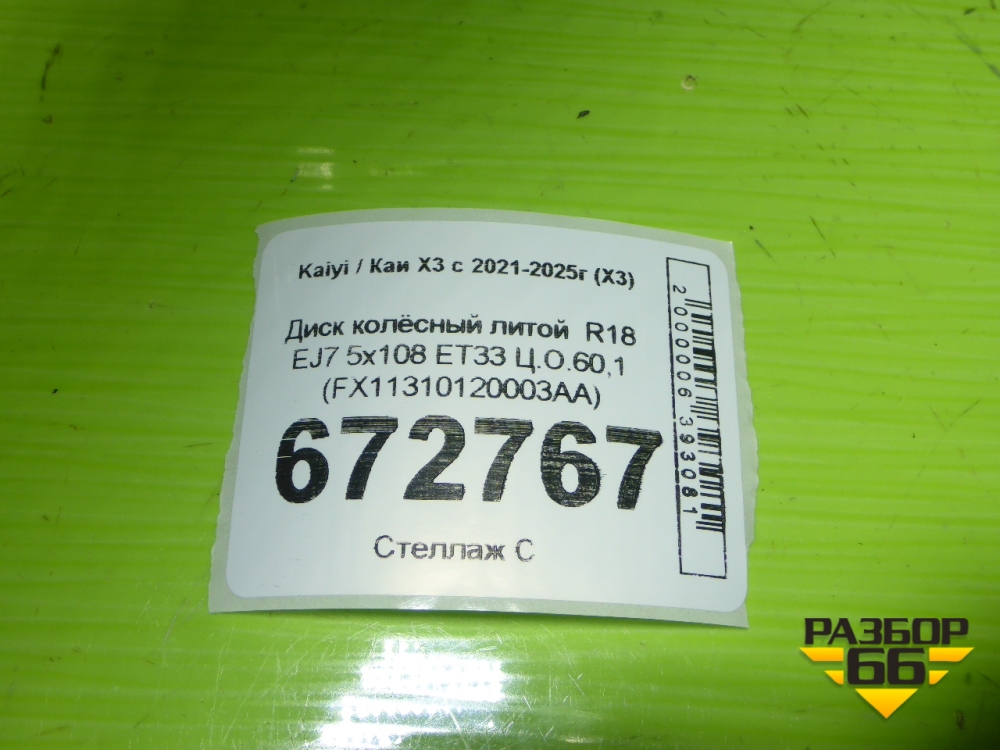 Kaiyi / Каи X3 с 2021-2025г (X3)
Диск колёсный литой R18
EJ7 5x108 ET33 Ц.О.60,1
(FX11310120003AA)
672767
Стеллаж С
2000006393081
РАЗБОР
66